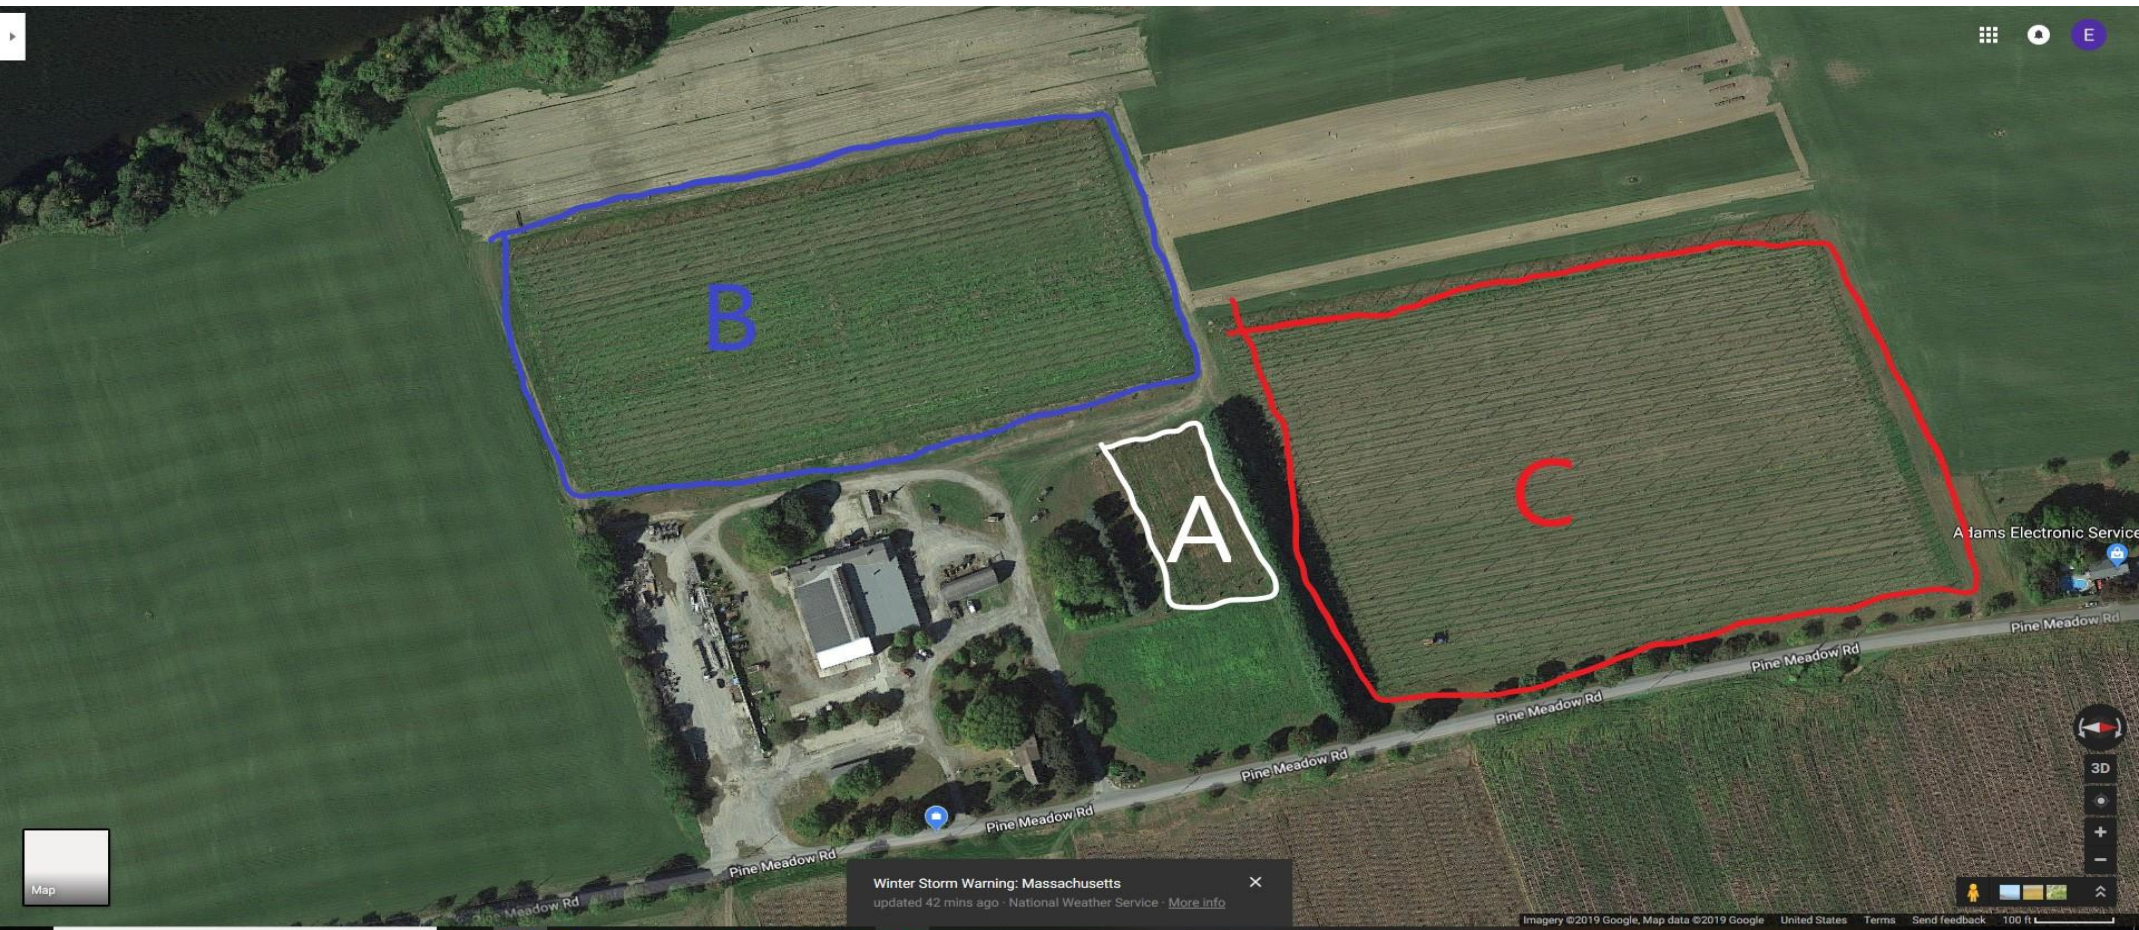 E
B
A
C
Adams Electronic Service
Pine Meadow Rd
Pine Meadow Rd
Pine Meadow Rd
Pine Meadow Rd
Pine Meadow Rd
Pine Meadow Rd
Pine Meadow Rd
3D
Map
Winter Storm Warning: Massachusetts
updated 42 mins ago · National Weather Service · More info
Imagery ©2019 Google, Map data ©2019 Google United States Terms Send feedback 100 ft